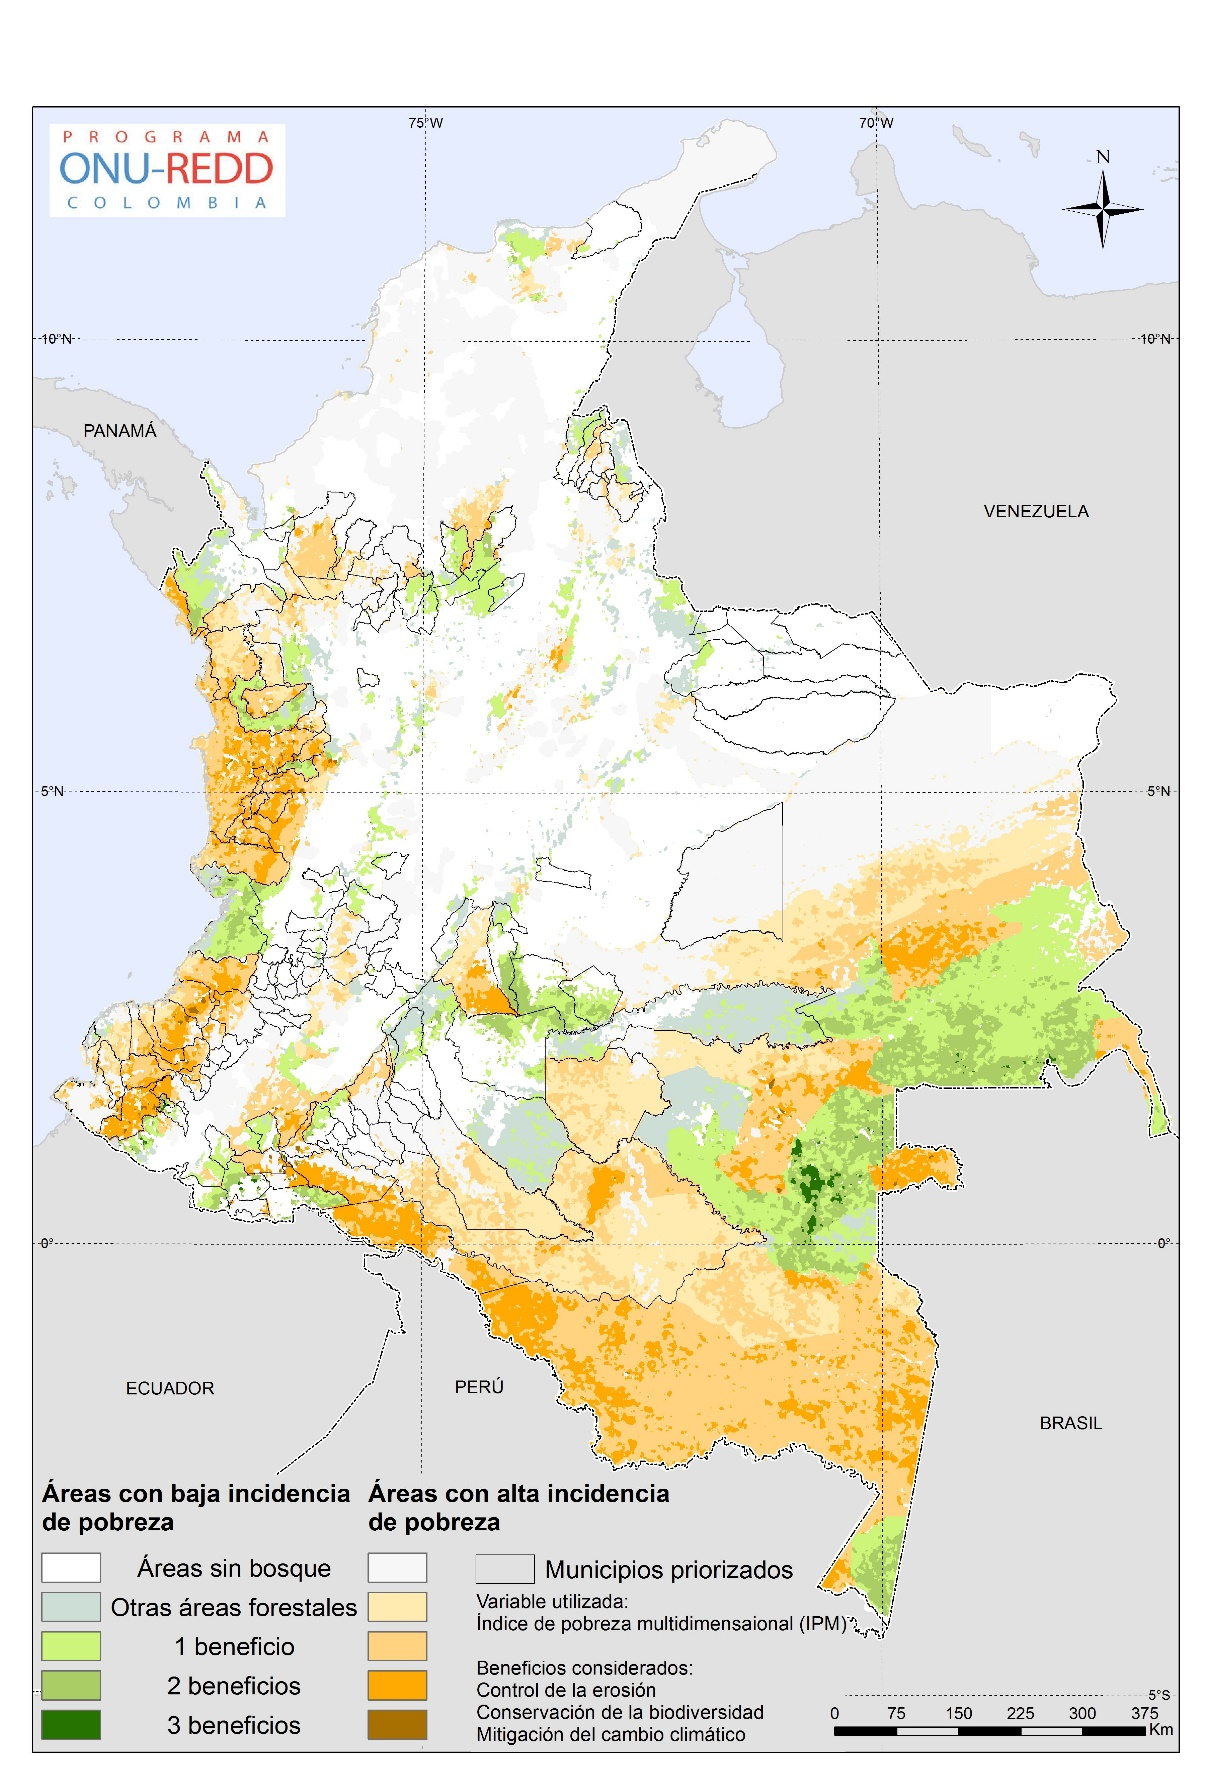 PROGRAMA
ONU-REDD
COLOMBIA
75°W
70°W
N
10°N
10°N
PANAMÁ
VENEZUELA
5°N
5°N
0°
0°
ECUADOR
PERÚ
BRASIL
Áreas con baja incidencia de pobreza
Áreas con alta incidencia de pobreza
Áreas sin bosque
Otras áreas forestales
1 beneficio
2 beneficios
3 beneficios
Municipios priorizados
Variable utilizada:
Índice de pobreza multidimensaional (IPM)
Beneficios considerados:
Control de la erosión
Conservación de la biodiversidad
Mitigación del cambio climático
5°S
0 75 150 225 300 375
Km